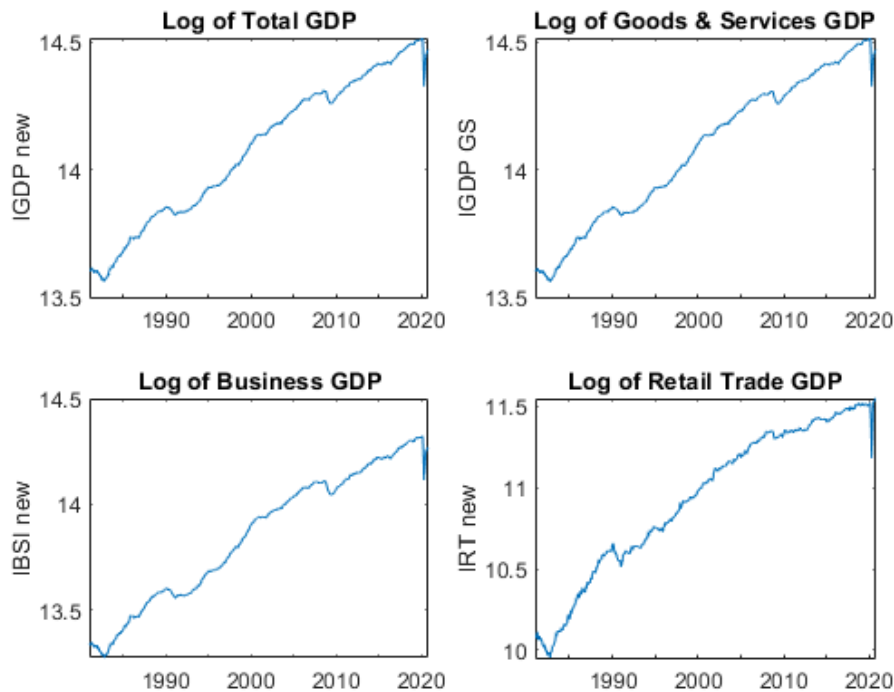 Log of Total GDP
lGDP new
14.5
14
13.5
1990 2000 2010 2020
Log of Goods & Services GDP
lGDP GS
14.5
14
13.5
1990 2000 2010 2020
Log of Business GDP
lBSI new
14.5
14
13.5
1990 2000 2010 2020
Log of Retail Trade GDP
lRT new
11.5
11
10.5
10
1990 2000 2010 2020